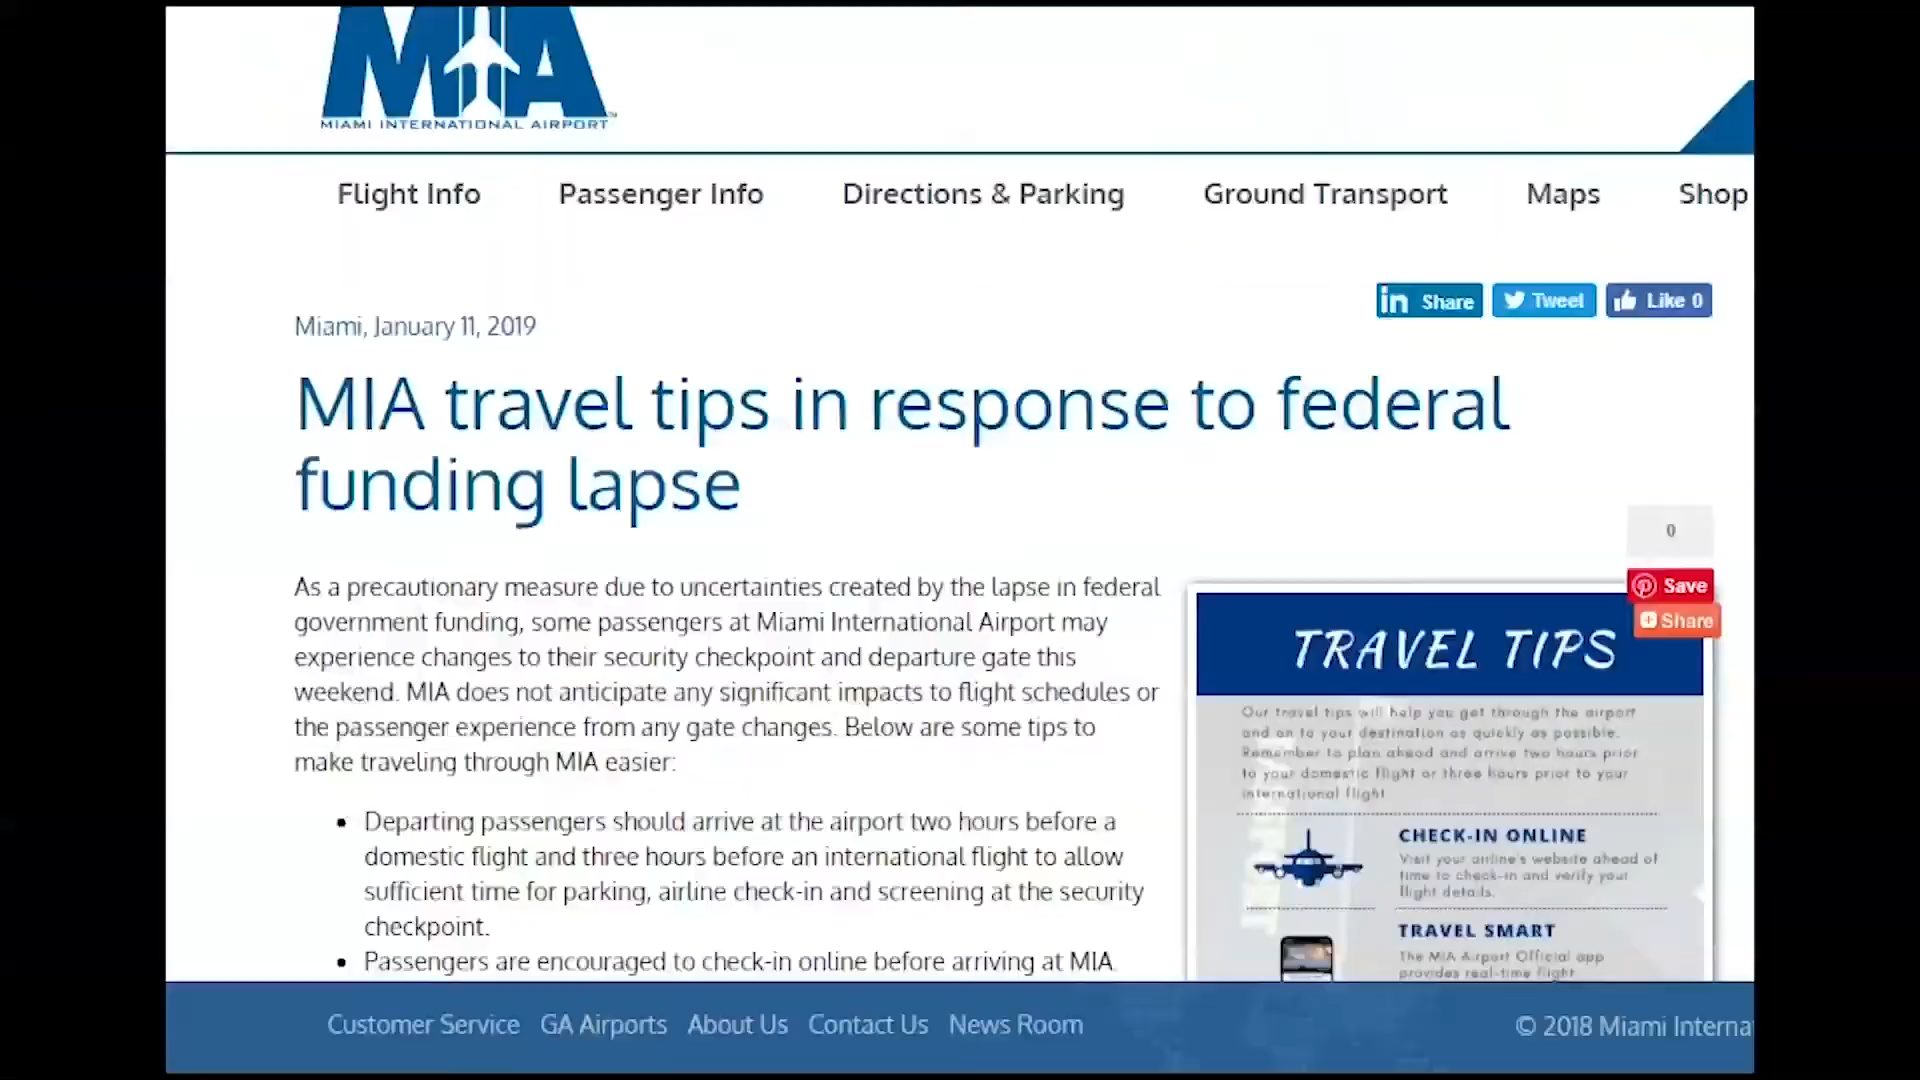 MIA
MIAMI INTERNATIONAL AIRPORT
Flight Info Passenger Info Directions & Parking Ground Transport Maps Shop
in Share Tweet Like 0
Miami, January 11, 2019
MIA travel tips in response to federal
funding lapse
0
Save
Share
As a precautionary measure due to uncertainties created by the lapse in federal
government funding, some passengers at Miami International Airport may
experience changes to their security checkpoint and departure gate this
weekend. MIA does not anticipate any significant impacts to flight schedules or
the passenger experience from any gate changes. Below are some tips to
make traveling through MIA easier:
• Departing passengers should arrive at the airport two hours before a
domestic flight and three hours before an international flight to allow
sufficient time for parking, airline check-in and screening at the security
checkpoint.
• Passengers are encouraged to check-in online before arriving at MIA.
TRAVEL TIPS
Our travel tips will help you get through the airport
and on to your destination as quickly as possible.
Remember to plan ahead and arrive two hours prior
to your domestic flight or three hours prior to your
international flight
CHECK-IN ONLINE
Visit your airline's website ahead of
time to check-in and verify your
flight details.
TRAVEL SMART
The MIA Airport Official app
provides real-time flight
Customer Service GA Airports About Us Contact Us News Room
© 2018 Miami Interna